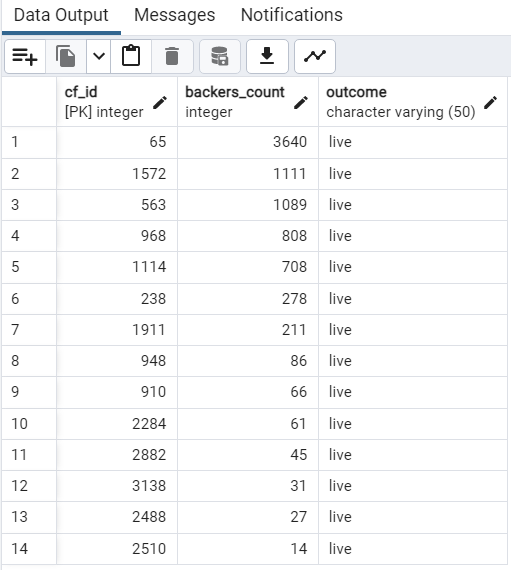 Data Output Messages Notifications
cf_id backers_count outcome
[PK] integer integer character varying (50)
1 65 3640 live
2 1572 1111 live
3 563 1089 live
4 968 808 live
5 1114 708 live
6 238 278 live
7 1911 211 live
8 948 86 live
9 910 66 live
10 2284 61 live
11 2882 45 live
12 3138 31 live
13 2488 27 live
14 2510 14 live